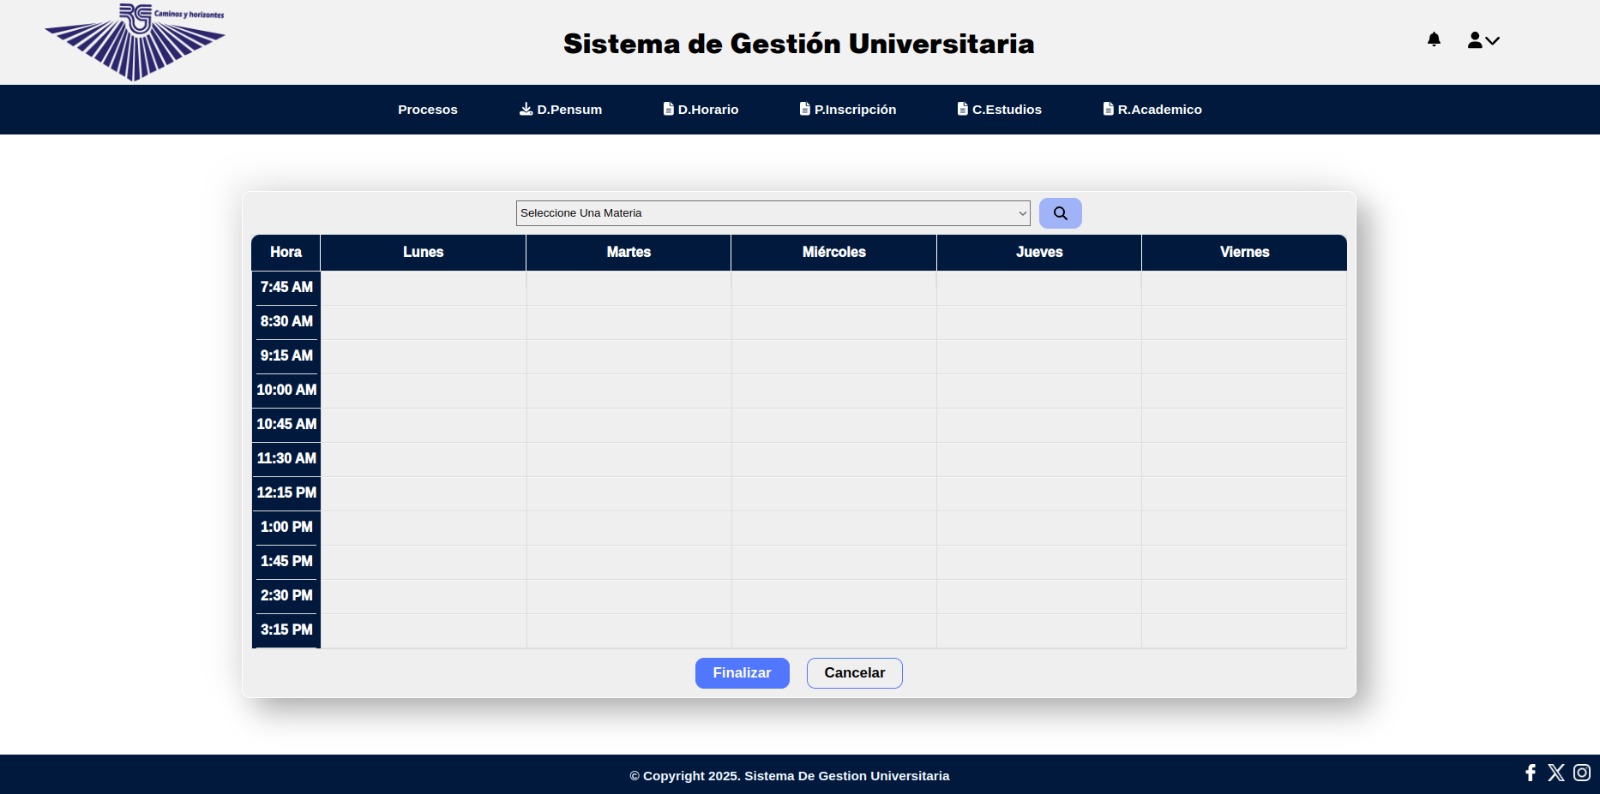 Caminos y horizontes
Sistema de Gestión Universitaria
Procesos D.Pensum D.Horario P.Inscripción C.Estudios R.Academico
Seleccione Una Materia
Hora Lunes Martes Miércoles Jueves Viernes
7:45 AM
8:30 AM
9:15 AM
10:00 AM
10:45 AM
11:30 AM
12:15 PM
1:00 PM
1:45 PM
2:30 PM
3:15 PM
Finalizar Cancelar
© Copyright 2025. Sistema De Gestion Universitaria